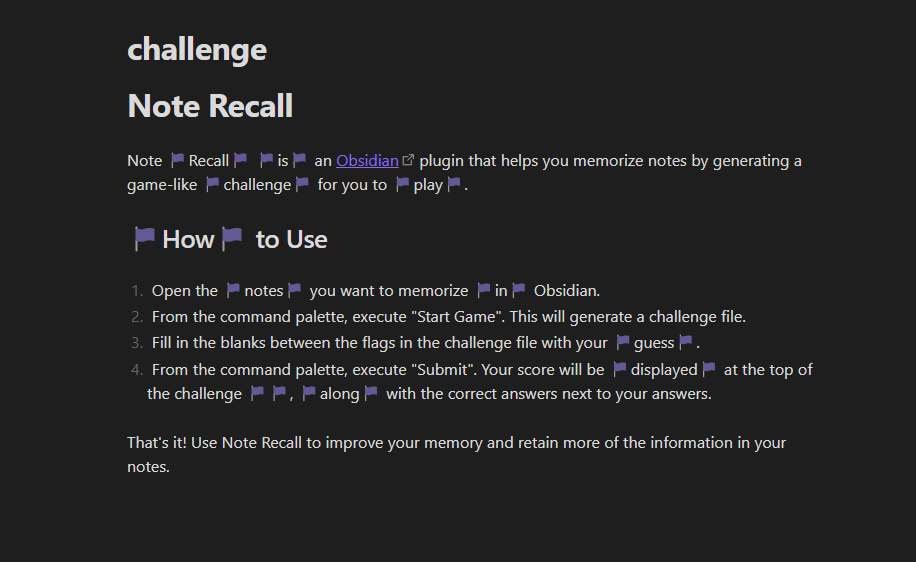 challenge
Note Recall
Note Recall is an Obsidian plugin that helps you memorize notes by generating a
game-like challenge for you to play.
How to Use
1. Open the notes you want to memorize in Obsidian.
2. From the command palette, execute "Start Game". This will generate a challenge file.
3. Fill in the blanks between the flags in the challenge file with your guess.
4. From the command palette, execute "Submit". Your score will be displayed at the top of
the challenge , along with the correct answers next to your answers.
That's it! Use Note Recall to improve your memory and retain more of the information in your
notes.